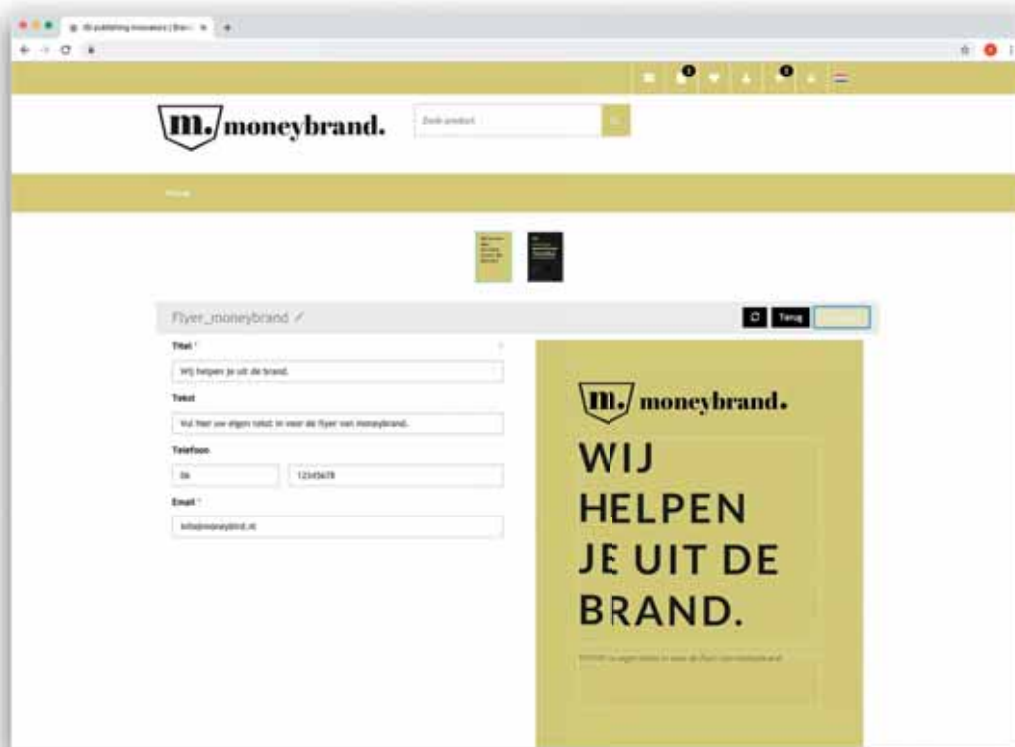 m. moneybrand.
Zoek product
Home
Flyer_moneybrand
Terug
Titel *
Wij helpen je uit de brand.
Tekst
Vul hier uw eigen tekst in voor de flyer van moneybrand.
Telefoon
06 12345678
Email *
m. moneybrand.
WIJ
HELPEN
JE UIT DE
BRAND.